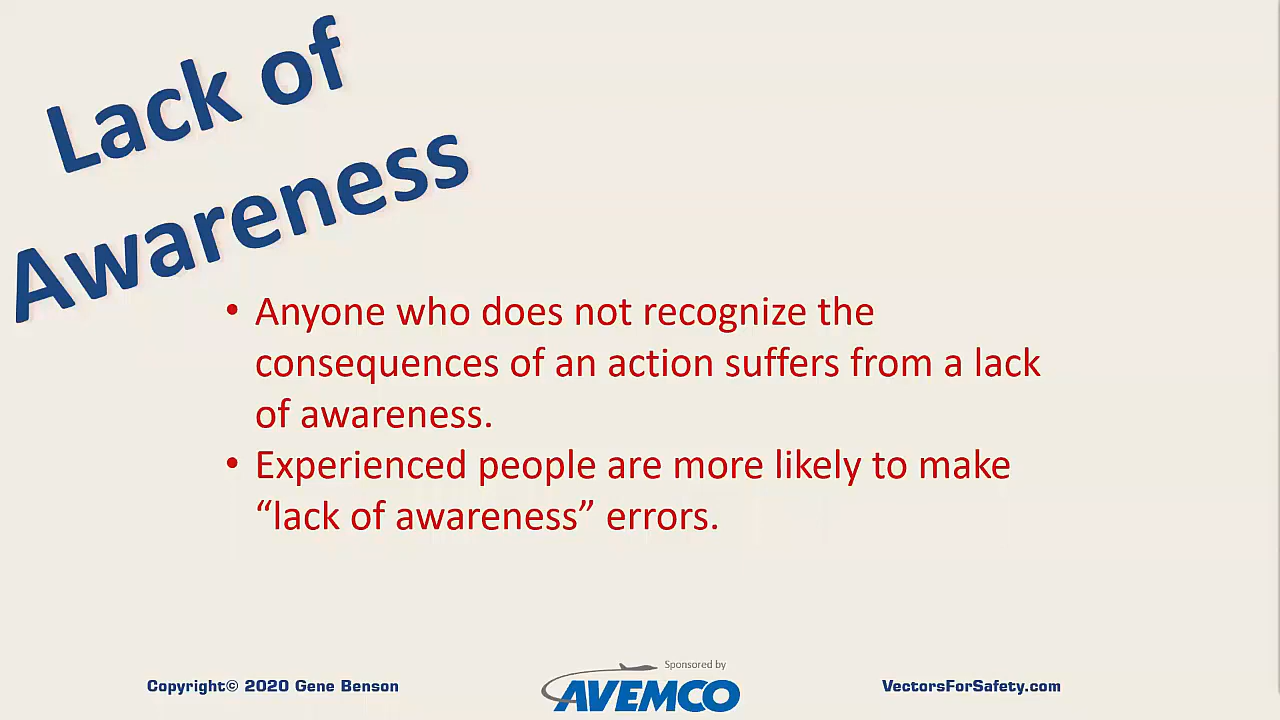 Lack of
Awareness
• Anyone who does not recognize the
consequences of an action suffers from a lack
of awareness.
• Experienced people are more likely to make
“lack of awareness” errors.
Copyright© 2020 Gene Benson
Sponsored by
AVEMCO
VectorsForSafety.com